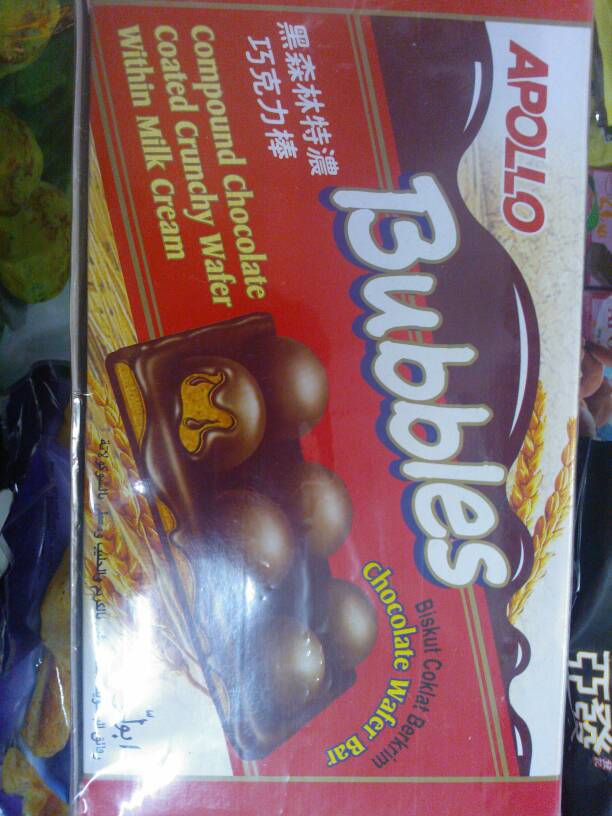 APOLLO
Bubbles
黑森林特濃
巧克力棒
Compound Chocolate
Coated Crunchy Wafer
Within Milk Cream
Biskut Coklat Berkrim
Chocolate Wafer Bar